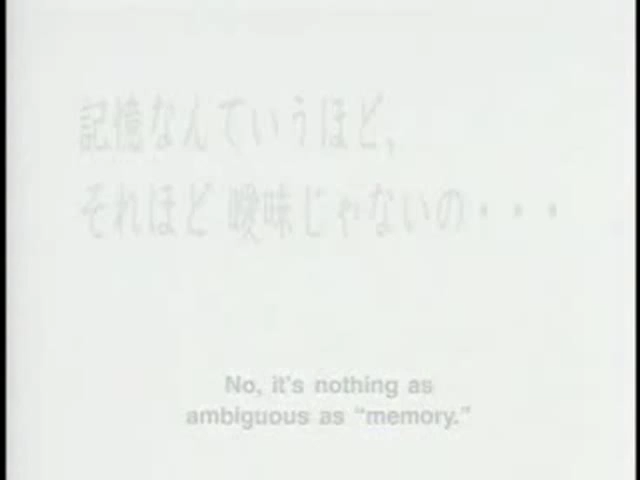 記憶なんていうほど,
それほど 曖昧じゃないの・・・
No, it's nothing as
ambiguous as “memory.”